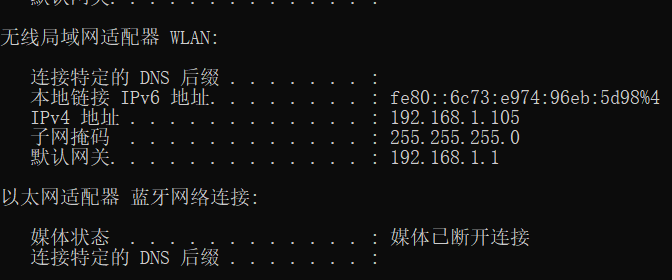 默认网关. . . . . . . . . . . . . :
无线局域网适配器 WLAN:
连接特定的 DNS 后缀 . . . . . . . :
本地链接 IPv6 地址. . . . . . . . : fe80::6c73:e974:96eb:5d98%4
IPv4 地址 . . . . . . . . . . . . : 192.168.1.105
子网掩码  . . . . . . . . . . . . : 255.255.255.0
默认网关. . . . . . . . . . . . . : 192.168.1.1
以太网适配器 蓝牙网络连接:
媒体状态  . . . . . . . . . . . . : 媒体已断开连接
连接特定的 DNS 后缀 . . . . . . . :